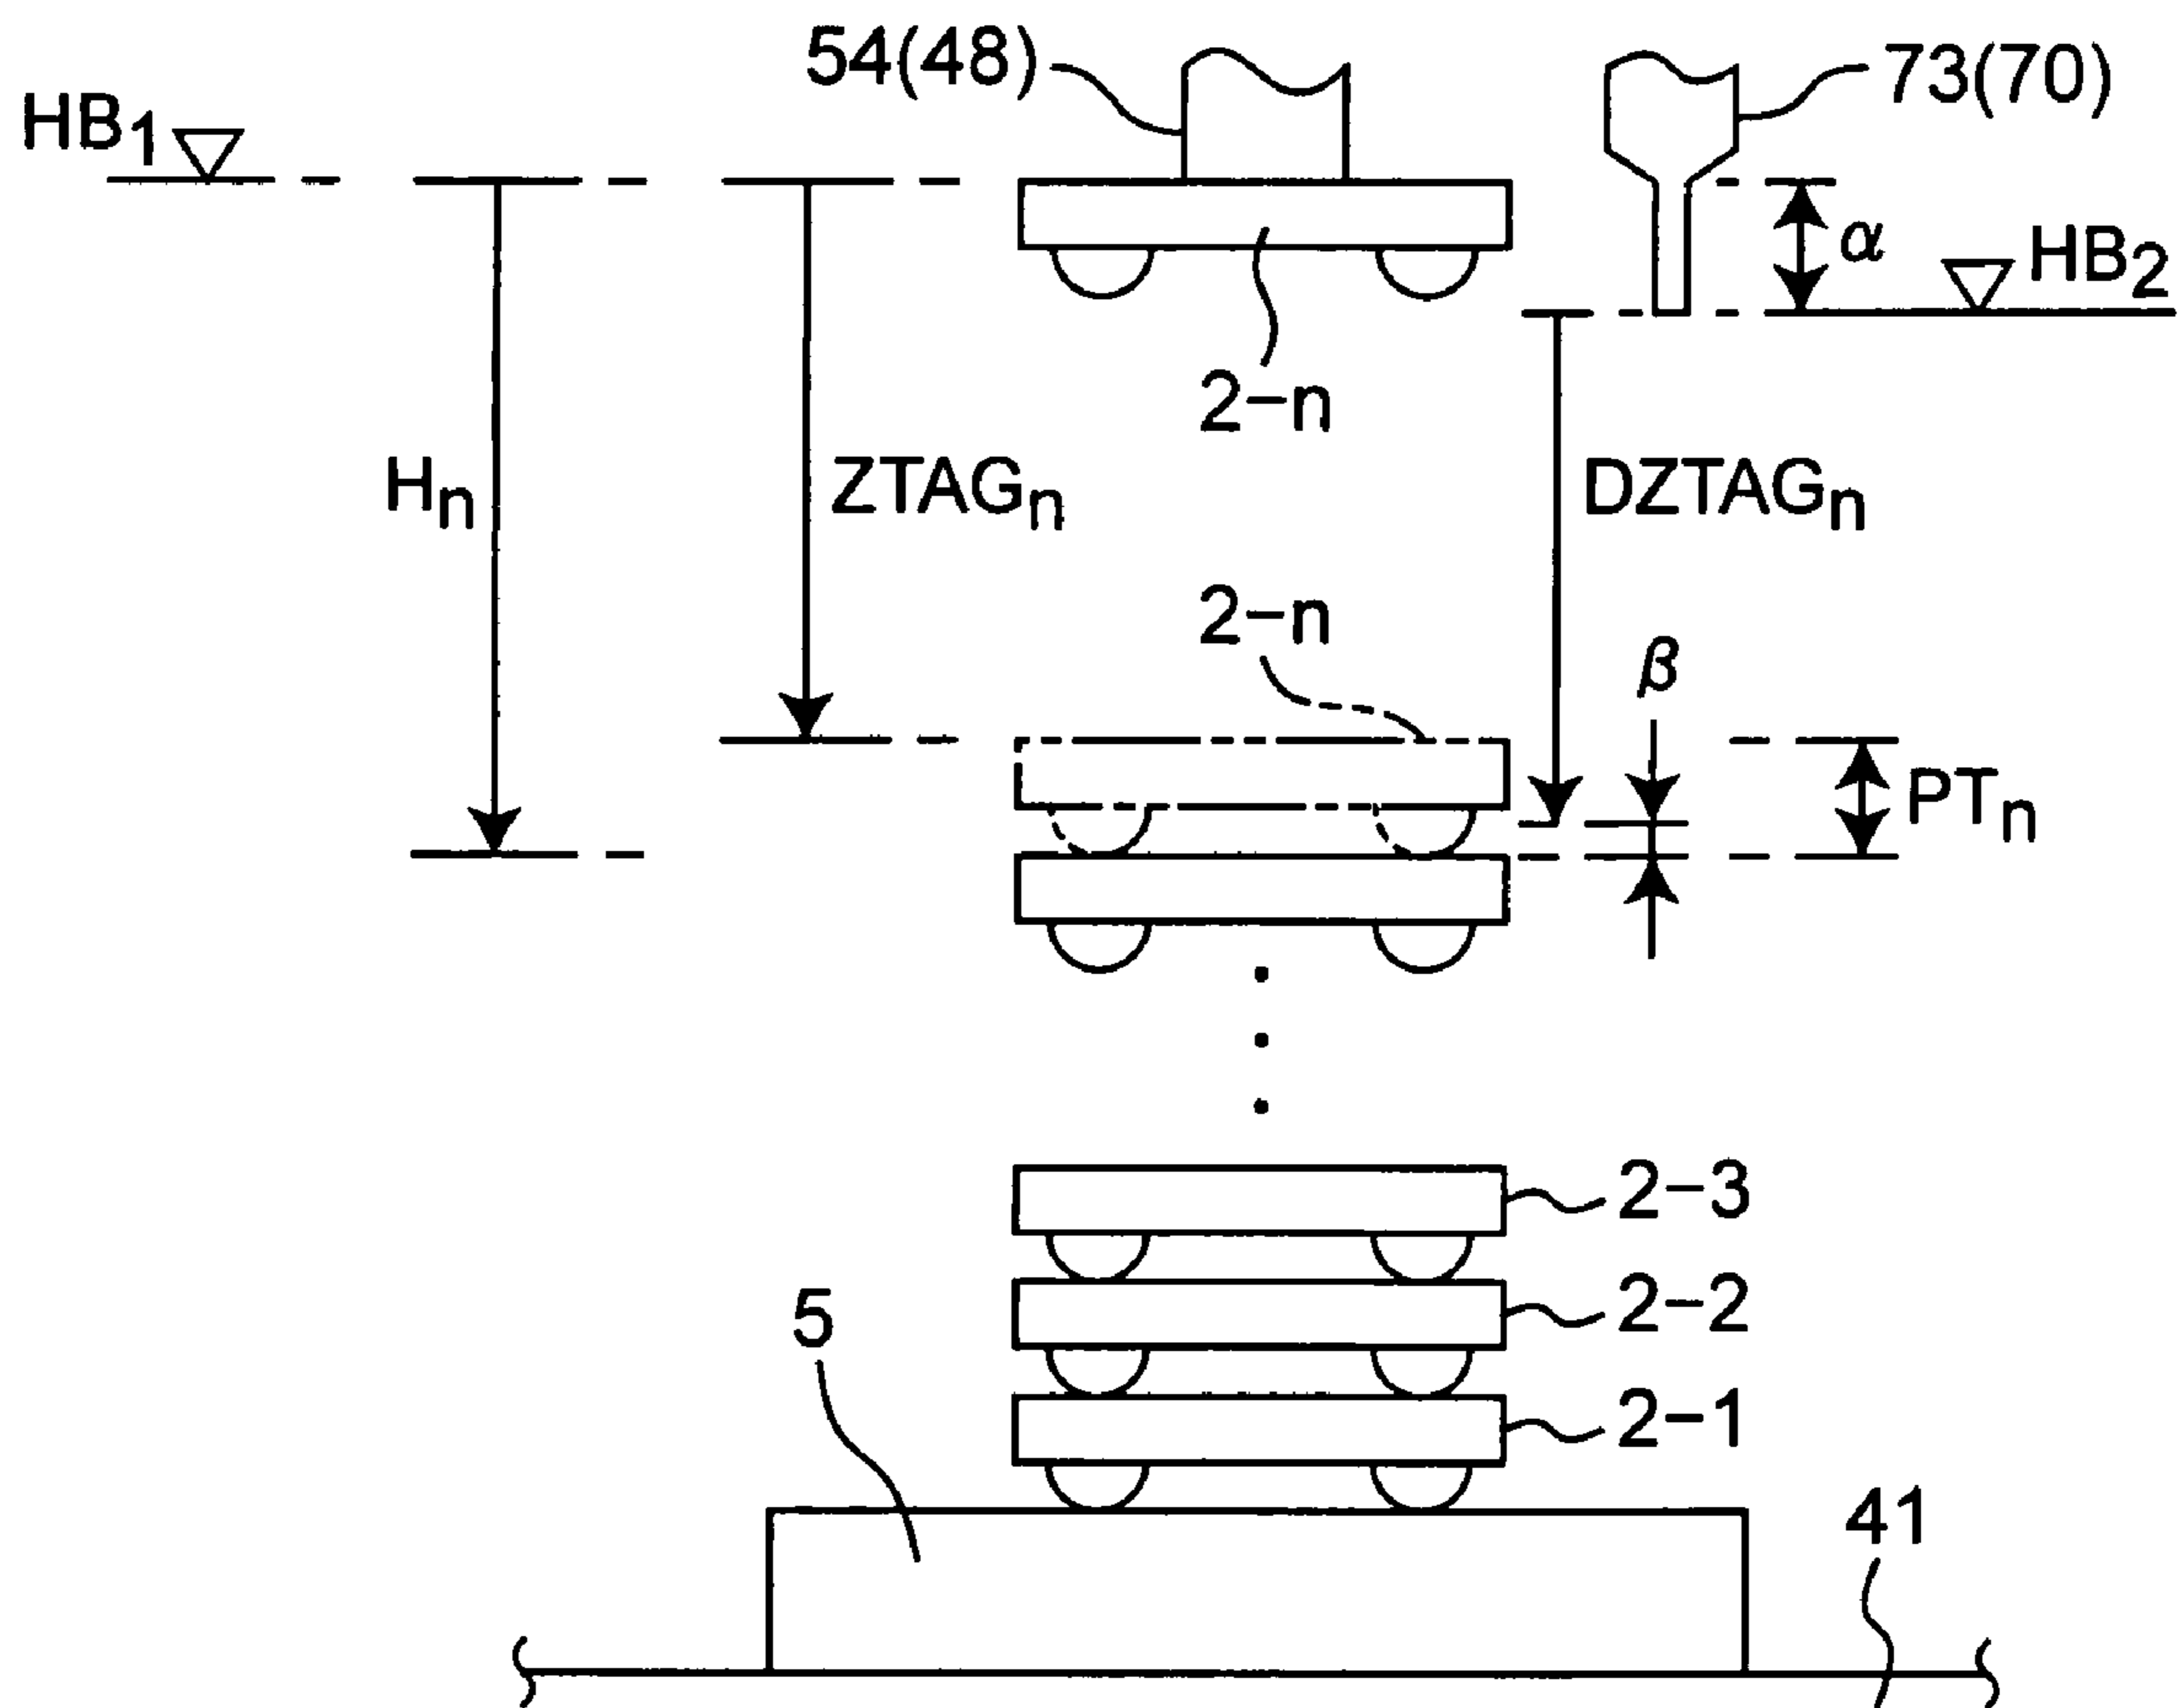 54(48)
73(70)
HB1
α
HB2
2-n
Hn
ZTAGn
DZTAGn
2-n
β
PTn
2-3
2-2
5
2-1
41